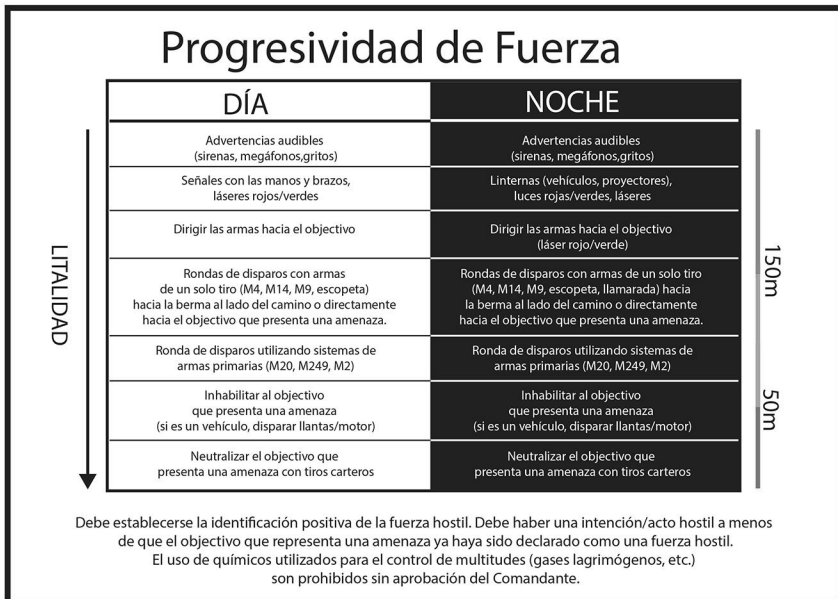 Progresividad de Fuerza
DÍA
NOCHE
Advertencias audibles
(sirenas, megáfonos,gritos)
Advertencias audibles
(sirenas, megáfonos,gritos)
Señales con las manos y brazos,
láseres rojos/verdes
Linternas (vehículos, proyectores),
luces rojas/verdes, láseres
Dirigir las armas hacia el objectivo
Dirigir las armas hacia el objectivo
(láser rojo/verde)
Rondas de disparos con armas
de un solo tiro (M4, M14, M9, escopeta)
hacia la berma al lado del camino o directamente
hacia el objectivo que presenta una amenaza.
Rondas de disparos con armas de un solo tiro
(M4, M14, M9, escopeta, llamarada) hacia
la berma al lado del camino o directamente
hacia el objectivo que presenta una amenaza.
Ronda de disparos utilizando sistemas de
armas primarias (M20, M249, M2)
Ronda de disparos utilizando sistemas de
armas primarias (M20, M249, M2)
Inhabilitar al objectivo
que presenta una amenaza
(si es un vehículo, disparar llantas/motor)
Inhabilitar al objectivo
que presenta una amenaza
(si es un vehículo, disparar llantas/motor)
Neutralizar el objectivo que
presenta una amenaza con tiros carteros
Neutralizar el objectivo que
presenta una amenaza con tiros carteros
LITALIDAD
150m
50m
Debe establecerse la identificación positiva de la fuerza hostil. Debe haber una intención/acto hostil a menos
de que el objectivo que representa una amenaza ya haya sido declarado como una fuerza hostil.
El uso de químicos utilizados para el control de multitudes (gases lagrimógenos, etc.)
son prohibidos sin aprobación del Comandante.